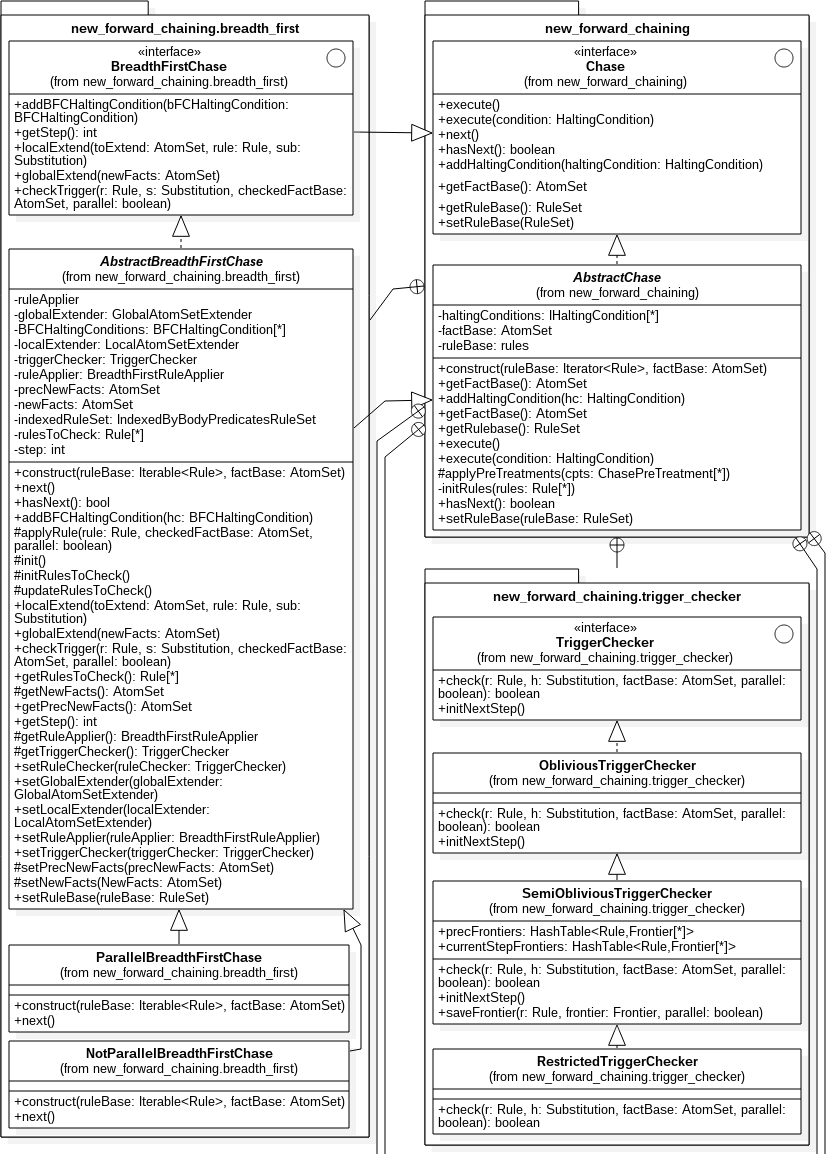 new_forward_chaining.breadth_first
«interface»
BreadthFirstChase
(from new_forward_chaining.breadth_first)
+addBFCHaltingCondition(bFCHaltingCondition:
BFCHaltingCondition)
+getStep(): int
+localExtend(toExtend: AtomSet, rule: Rule, sub:
Substitution)
+globalExtend(newFacts: AtomSet)
+checkTrigger(r: Rule, s: Substitution, checkedFactBase:
AtomSet, parallel: boolean)
AbstractBreadthFirstChase
(from new_forward_chaining.breadth_first)
-ruleApplier
-globalExtender: GlobalAtomSetExtender
-BFCHaltingConditions: BFCHaltingCondition[*]
-localExtender: LocalAtomSetExtender
-triggerChecker: TriggerChecker
-ruleApplier: BreadthFirstRuleApplier
-precNewFacts: AtomSet
-newFacts: AtomSet
-indexedRuleSet: IndexedByBodyPredicatesRuleSet
-rulesToCheck: Rule[*]
-step: int
+construct(ruleBase: Iterable<Rule>, factBase: AtomSet)
+next()
+hasNext(): bool
+addBFCHaltingCondition(hc: BFCHaltingCondition)
#applyRule(rule: Rule, checkedFactBase: AtomSet,
parallel: boolean)
#init()
#initRulesToCheck()
#updateRulesToCheck()
+localExtend(toExtend: AtomSet, rule: Rule, sub:
Substitution)
+globalExtend(newFacts: AtomSet)
+checkTrigger(r: Rule, s: Substitution, checkedFactBase:
AtomSet, parallel: boolean)
+getRulesToCheck(): Rule[*]
#getNewFacts(): AtomSet
+getPrecNewFacts(): AtomSet
+getStep(): int
#getRuleApplier(): BreadthFirstRuleApplier
#getTriggerChecker(): TriggerChecker
+setRuleChecker(ruleChecker: TriggerChecker)
+setGlobalExtender(globalExtender:
GlobalAtomSetExtender)
+setLocalExtender(localExtender:
LocalAtomSetExtender)
+setRuleApplier(ruleApplier: BreadthFirstRuleApplier)
+setTriggerChecker(triggerChecker: TriggerChecker)
#setPrecNewFacts(precNewFacts: AtomSet)
#setNewFacts(NewFacts: AtomSet)
+setRuleBase(ruleBase: RuleSet)
ParallelBreadthFirstChase
(from new_forward_chaining.breadth_first)
+construct(ruleBase: Iterable<Rule>, factBase: AtomSet)
+next()
NotParallelBreadthFirstChase
(from new_forward_chaining.breadth_first)
+construct(ruleBase: Iterable<Rule>, factBase: AtomSet)
+next()
new_forward_chaining
«interface»
Chase
(from new_forward_chaining)
+execute()
+execute(condition: HaltingCondition)
+next()
+hasNext(): boolean
+addHaltingCondition(haltingCondition: HaltingCondition)
+getFactBase(): AtomSet
+getRuleBase(): RuleSet
+setRuleBase(RuleSet)
AbstractChase
(from new_forward_chaining)
-haltingConditions: IHaltingCondition[*]
-factBase: AtomSet
-ruleBase: rules
+construct(ruleBase: Iterator<Rule>, factBase: AtomSet)
+getFactBase(): AtomSet
+addHaltingCondition(hc: HaltingCondition)
+getFactBase(): AtomSet
+getRulebase(): RuleSet
+execute()
+execute(condition: HaltingCondition)
#applyPreTreatments(cpts: ChasePreTreatment[*])
-initRules(rules: Rule[*])
+hasNext(): boolean
+setRuleBase(ruleBase: RuleSet)
new_forward_chaining.trigger_checker
«interface»
TriggerChecker
(from new_forward_chaining.trigger_checker)
+check(r: Rule, h: Substitution, factBase: AtomSet, parallel:
boolean): boolean
+initNextStep()
ObliviousTriggerChecker
(from new_forward_chaining.trigger_checker)
+check(r: Rule, h: Substitution, factBase: AtomSet, parallel:
boolean): boolean
+initNextStep()
SemiObliviousTriggerChecker
(from new_forward_chaining.trigger_checker)
+precFrontiers: HashTable<Rule,Frontier[*]>
+currentStepFrontiers: HashTable<Rule,Frontier[*]>
+check(r: Rule, h: Substitution, factBase: AtomSet, parallel:
boolean): boolean
+initNextStep()
+saveFrontier(r: Rule, frontier: Frontier, parallel: boolean)
RestrictedTriggerChecker
(from new_forward_chaining.trigger_checker)
+check(r: Rule, h: Substitution, factBase: AtomSet, parallel:
boolean): boolean